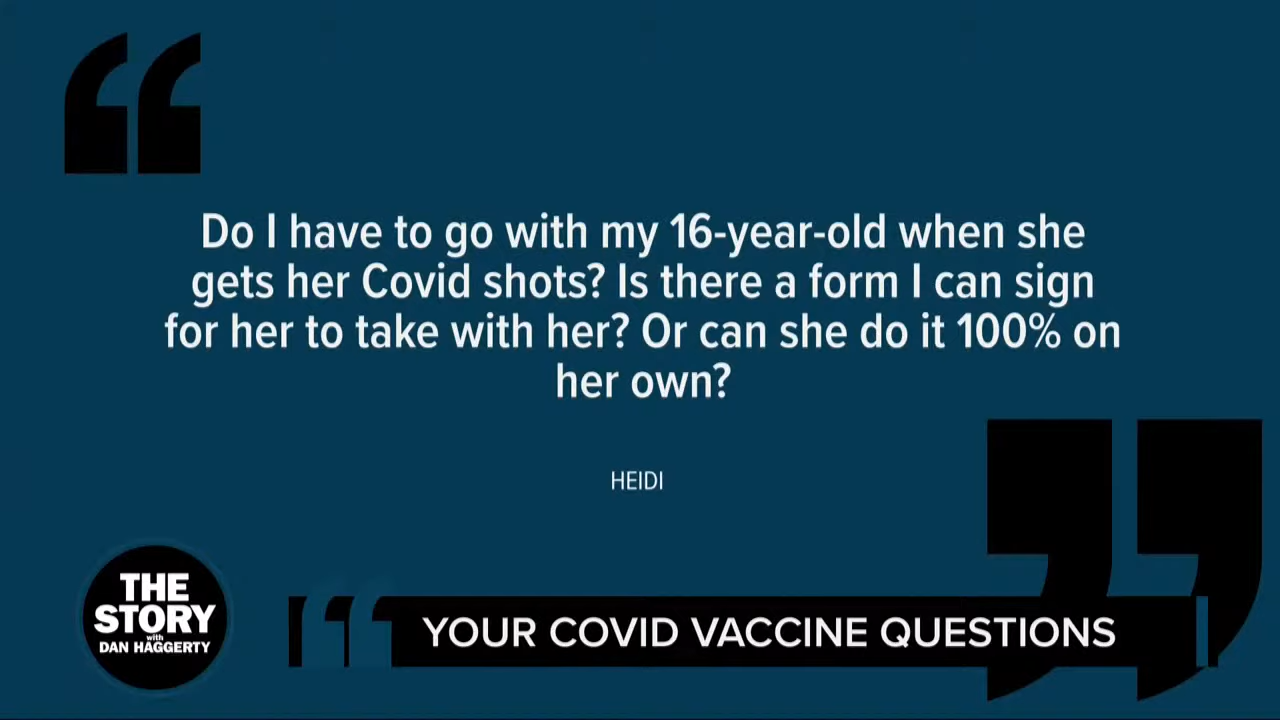 Do I have to go with my 16-year-old when she
gets her Covid shots? Is there a form I can sign
for her to take with her? Or can she do it 100% on
her own?
HEIDI
THE
STORY
with
DAN HAGGERTY
YOUR COVID VACCINE QUESTIONS